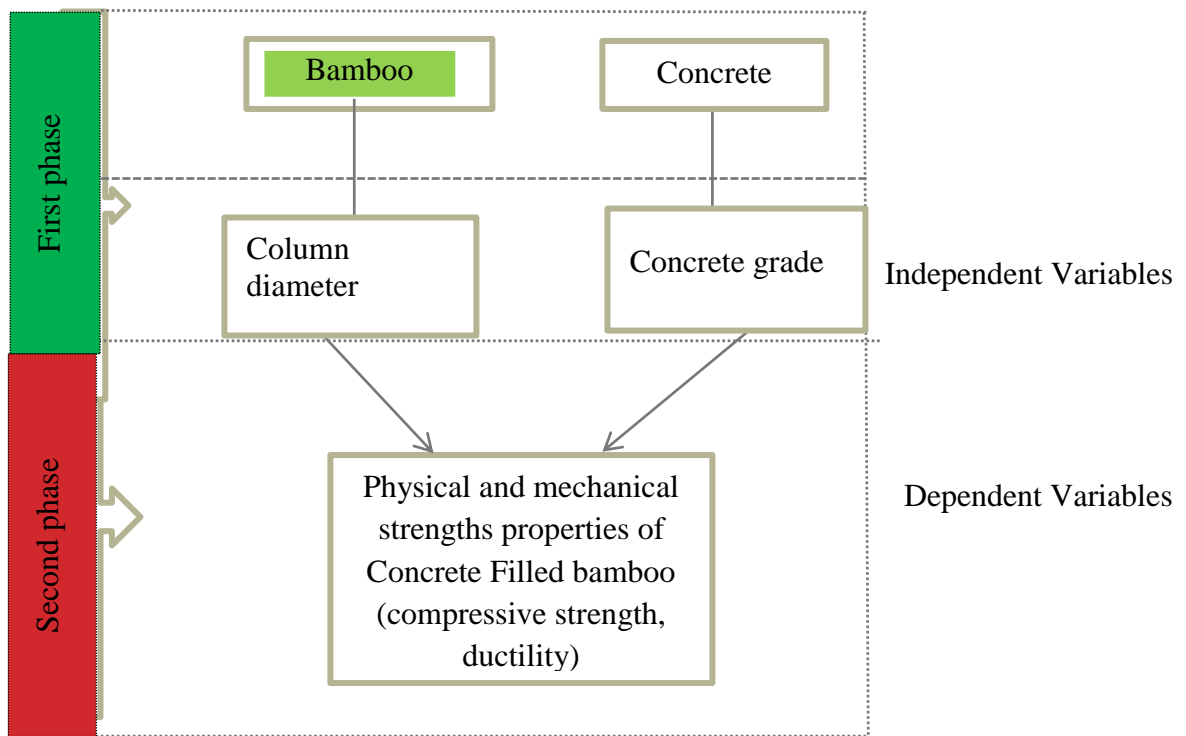 First phase
Bamboo
Concrete
Column
diameter
Concrete grade
Independent Variables
Second phase
Physical and mechanical
strengths properties of
Concrete Filled bamboo
(compressive strength,
ductility)
Dependent Variables